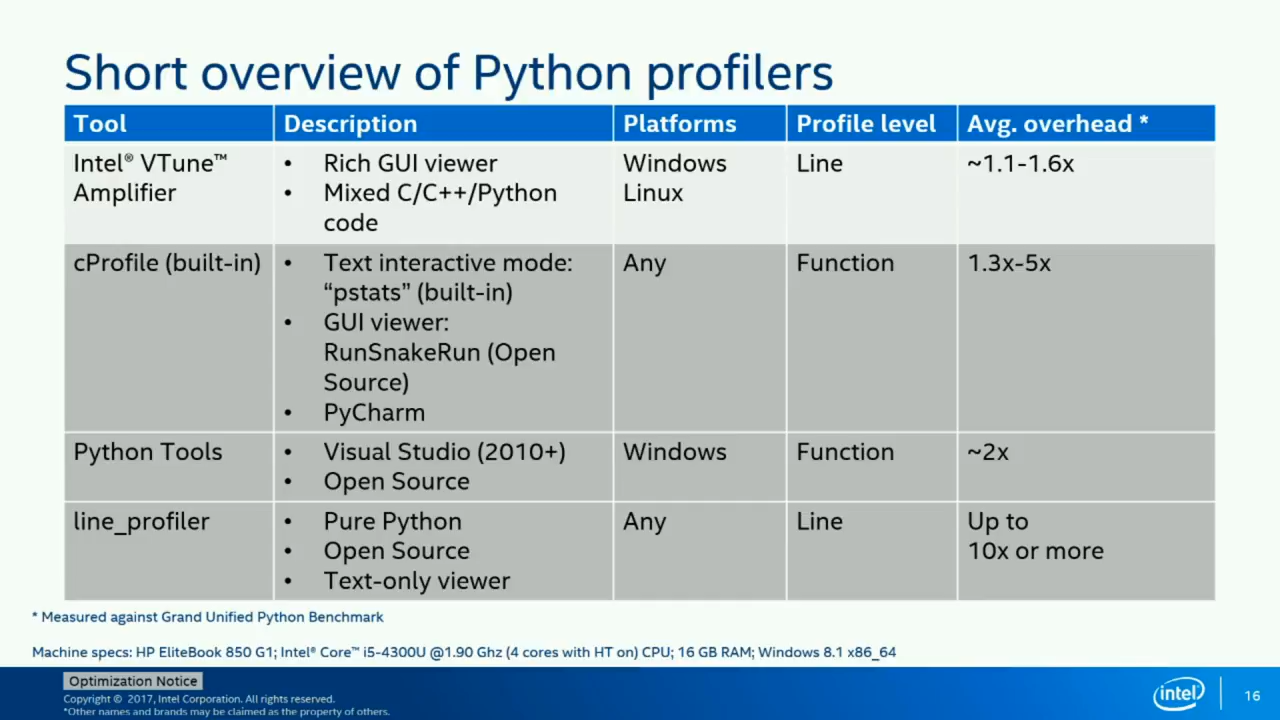 Short overview of Python profilers
Tool Description Platforms Profile level Avg. overhead *
Intel® VTune™ • Rich GUI viewer Windows Line ~1.1-1.6x
Amplifier • Mixed C/C++/Python Linux
code
cProfile (built-in) • Text interactive mode: Any Function 1.3x-5x
“pstats” (built-in)
• GUI viewer:
RunSnakeRun (Open
Source)
• PyCharm
Python Tools • Visual Studio (2010+) Windows Function ~2x
• Open Source
line_profiler • Pure Python Any Line Up to
• Open Source 10x or more
• Text-only viewer
* Measured against Grand Unified Python Benchmark
Machine specs: HP EliteBook 850 G1; Intel® Core™ i5-4300U @1.90 Ghz (4 cores with HT on) CPU; 16 GB RAM; Windows 8.1 x86_64
Optimization Notice
Copyright © 2017, Intel Corporation. All rights reserved.
*Other names and brands may be claimed as the property of others.
intel® 16